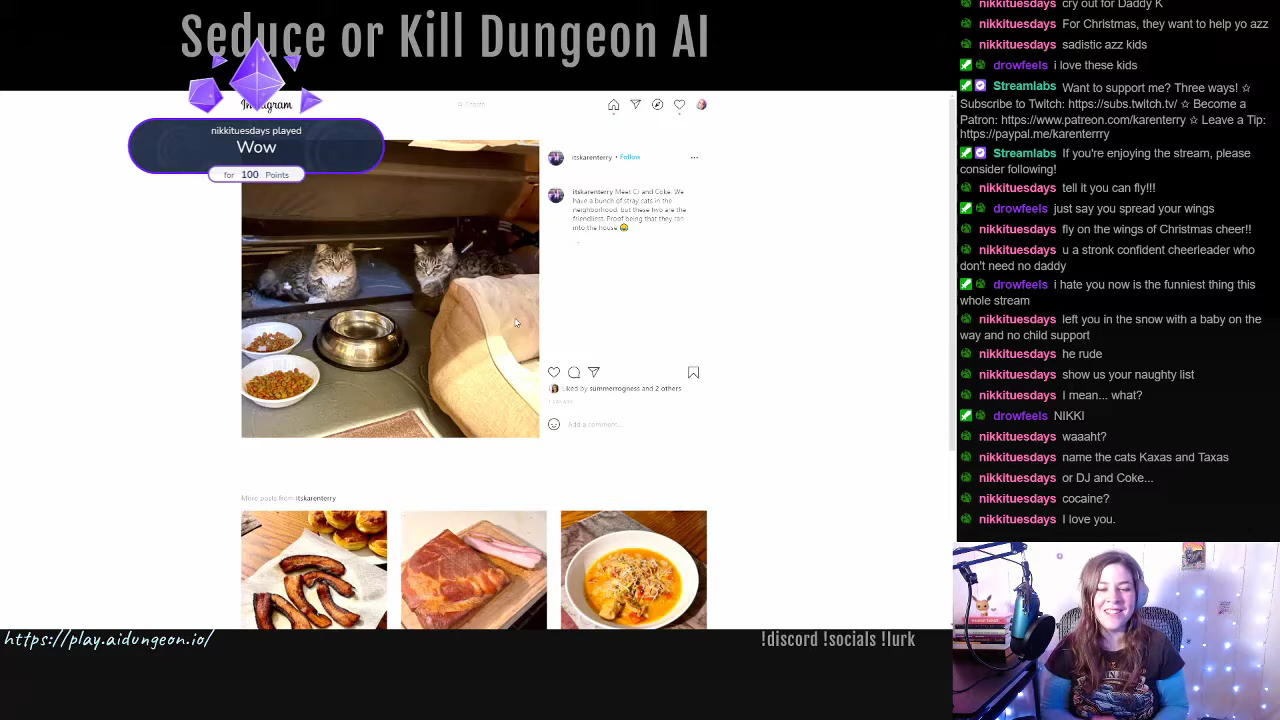 Seduce or Kill Dungeon AI
nikkituesdays played
Wow
for 100 Points
Search
itskarenterry • Follow
itskarenterry Meet CJ and Coke. We
have a bunch of stray cats in the
neighborhood, but these two are the
friendliest. Proof being that they ran
into the house
Liked by summerrogness and 2 others
Add a comment...
More posts from itskarenterry
https://play.aidungeon.io/
!discord !socials !lurk
nikkituesdays cry out for Daddy K
nikkituesdays For Christmas, they want to help yo azz
nikkituesdays sadistic azz kids
drowfeels i love these kids
Streamlabs Want to support me? Three ways! ☆
Subscribe to Twitch: https://subs.twitch.tv/ ☆ Become a
Patron: https://www.patreon.com/karenterry ☆ Leave a Tip:
https://paypal.me/karenterrry
Streamlabs If you're enjoying the stream, please
consider following!
nikkituesdays tell it you can fly!!!
drowfeels just say you spread your wings
nikkituesdays fly on the wings of Christmas cheer!!
nikkituesdays u a stronk confident cheerleader who
don't need no daddy
drowfeels i hate you now is the funniest thing this
whole stream
nikkituesdays left you in the snow with a baby on the
way and no child support
nikkituesdays he rude
nikkituesdays show us your naughty list
nikkituesdays I mean... what?
drowfeels NIKKI
nikkituesdays waaaht?
nikkituesdays name the cats Kaxas and Taxas
nikkituesdays or DJ and Coke...
nikkituesdays cocaine?
nikkituesdays I love you.